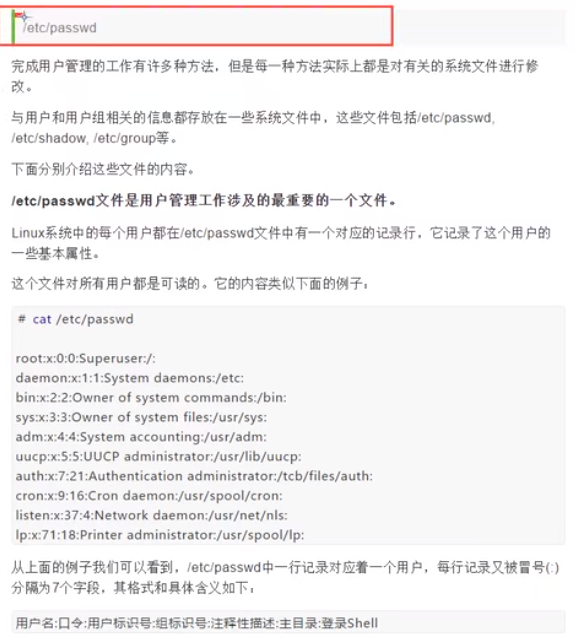 /etc/passwd
完成用户管理的工作有许多种方法，但是每一种方法实际上都是对有关的系统文件进行修
改。
与用户和用户组相关的信息都存放在一些系统文件中，这些文件包括/etc/passwd,
/etc/shadow, /etc/group等。
下面分别介绍这些文件的内容。
/etc/passwd文件是用户管理工作涉及的最重要的一个文件。
Linux系统中的每个用户都在/etc/passwd文件中有一个对应的记录行，它记录了这个用户的
一些基本属性。
这个文件对所有用户都是可读的。它的内容类似下面的例子：
# cat /etc/passwd
root:x:0:0:Superuser:/:
daemon:x:1:1:System daemons:/etc:
bin:x:2:2:Owner of system commands:/bin:
sys:x:3:3:Owner of system files:/usr/sys:
adm:x:4:4:System accounting:/usr/adm:
uucp:x:5:5:UUCP administrator:/usr/lib/uucp:
auth:x:7:21:Authentication administrator:/tcb/files/auth:
cron:x:9:16:Cron daemon:/usr/spool/cron:
listen:x:37:4:Network daemon:/usr/net/nls:
lp:x:71:18:Printer administrator:/usr/spool/lp:
从上面的例子我们可以看到，/etc/passwd中一行记录对应着一个用户，每行记录又被冒号(:)
分隔为7个字段，其格式和具体含义如下：
用户名:口令:用户标识号:组标识号:注释性描述:主目录:登录Shell